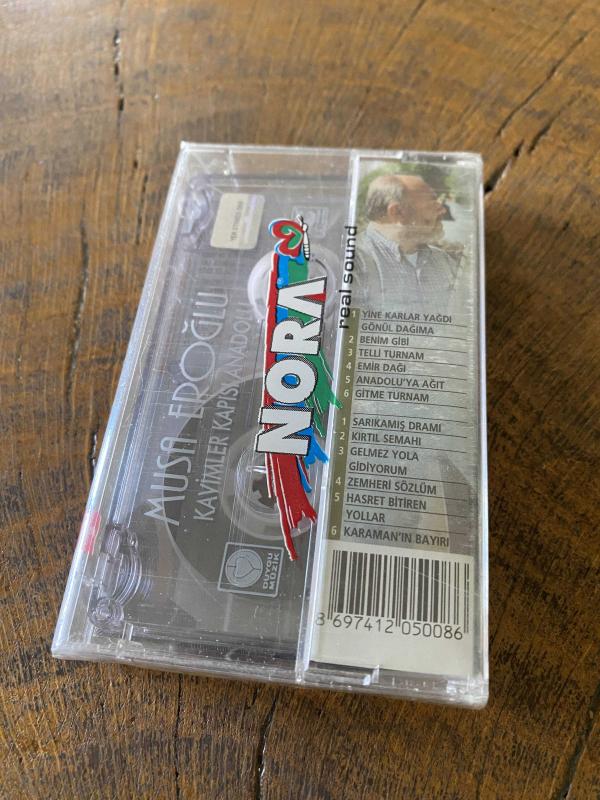 MUSA EROĞLU
KAVİMLER KAPISI ANADOLU
NORA
real sound
DUYGU
MÜZİK
1 YİNE KARLAR YAĞDI
GÖNÜL DAĞIMA
2 BENİM GİBİ
3 TELLİ TURNAM
4 EMİR DAĞI
5 ANADOLU'YA AĞIT
6 GİTME TURNAM
1 SARIKAMIŞ DRAMI
2 KIRTIL SEMAHI
3 GELMEZ YOLA
GİDİYORUM
4 ZEMHERİ SÖZLÜM
5 HASRET BİTİREN
YOLLAR
6 KARAMAN'IN BAYIRI
8 697412 050086